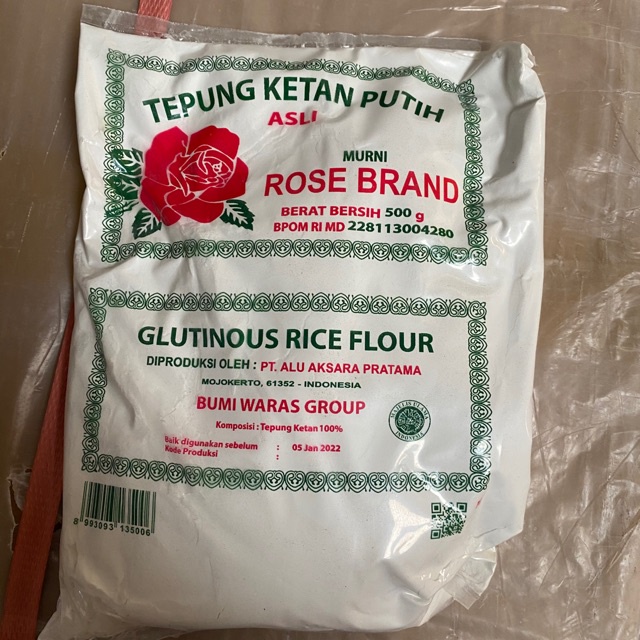 TEPUNG KETAN PUTIH
ASLI
MURNI
ROSE BRAND
BERAT BERSIH 500 g
BPOM RI MD 228113004280
GLUTINOUS RICE FLOUR
DIPRODUKSI OLEH : PT. ALU AKSARA PRATAMA
MOJOKERTO, 61352 - INDONESIA
BUMI WARAS GROUP
Komposisi : Tepung Ketan 100%
Baik digunakan sebelum : 05 Jan 2022
Kode Produksi :
8 993093 135006